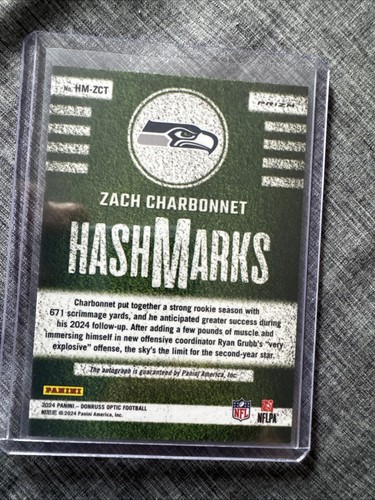 No. HM-ZCT
PRIZM
ZACH CHARBONNET
HASHMARKS
Charbonnet put together a strong rookie season with
671 scrimmage yards, and he anticipated greater success during
his 2024 follow-up. After adding a few pounds of muscle and
immersing himself in new offensive coordinator Ryan Grubb's "very
explosive" offense, the sky's the limit for the second-year star.
The autograph is guaranteed by Panini America, Inc.
PANINI
2024 PANINI – DONRUSS OPTIC FOOTBALL
©2024 Panini America, Inc.
NFL
NFLPA